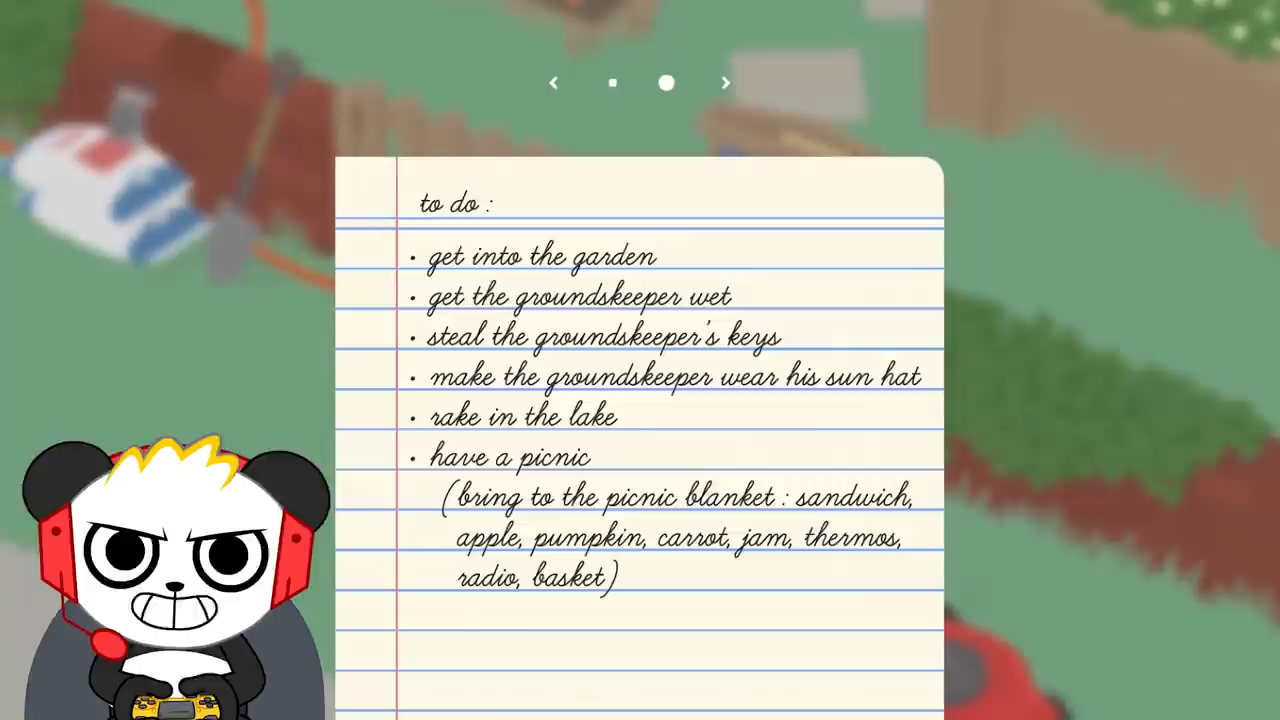 to do :
• get into the garden
• get the groundskeeper wet
• steal the groundskeeper's keys
• make the groundskeeper wear his sun hat
• rake in the lake
• have a picnic
(bring to the picnic blanket : sandwich,
apple, pumpkin, carrot, jam, thermos,
radio, basket)